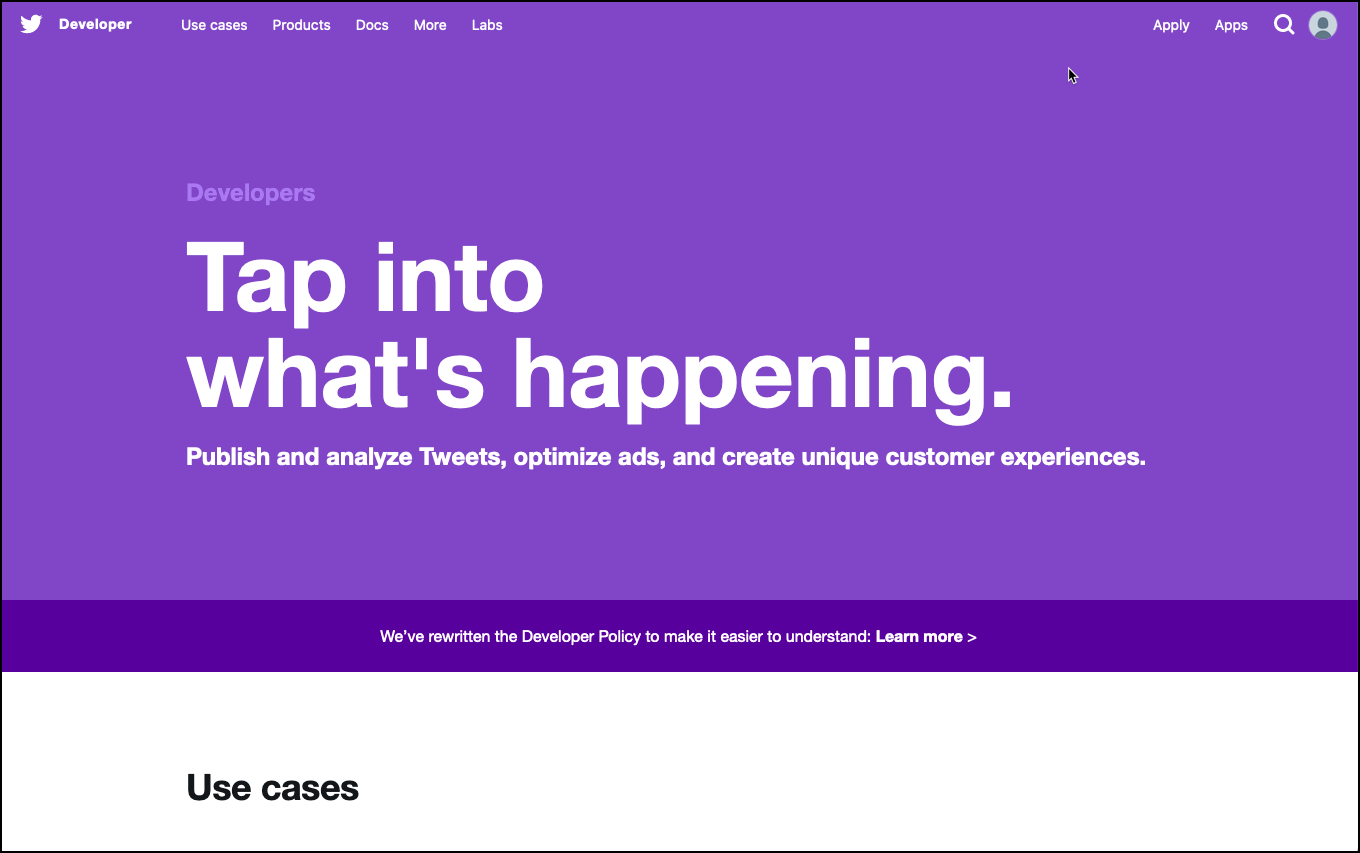 Developer
Use cases
Products
Docs
More
Labs
Apply
Apps
Developers
Tap into
what's happening.
Publish and analyze Tweets, optimize ads, and create unique customer experiences.
We’ve rewritten the Developer Policy to make it easier to understand: Learn more >
Use cases